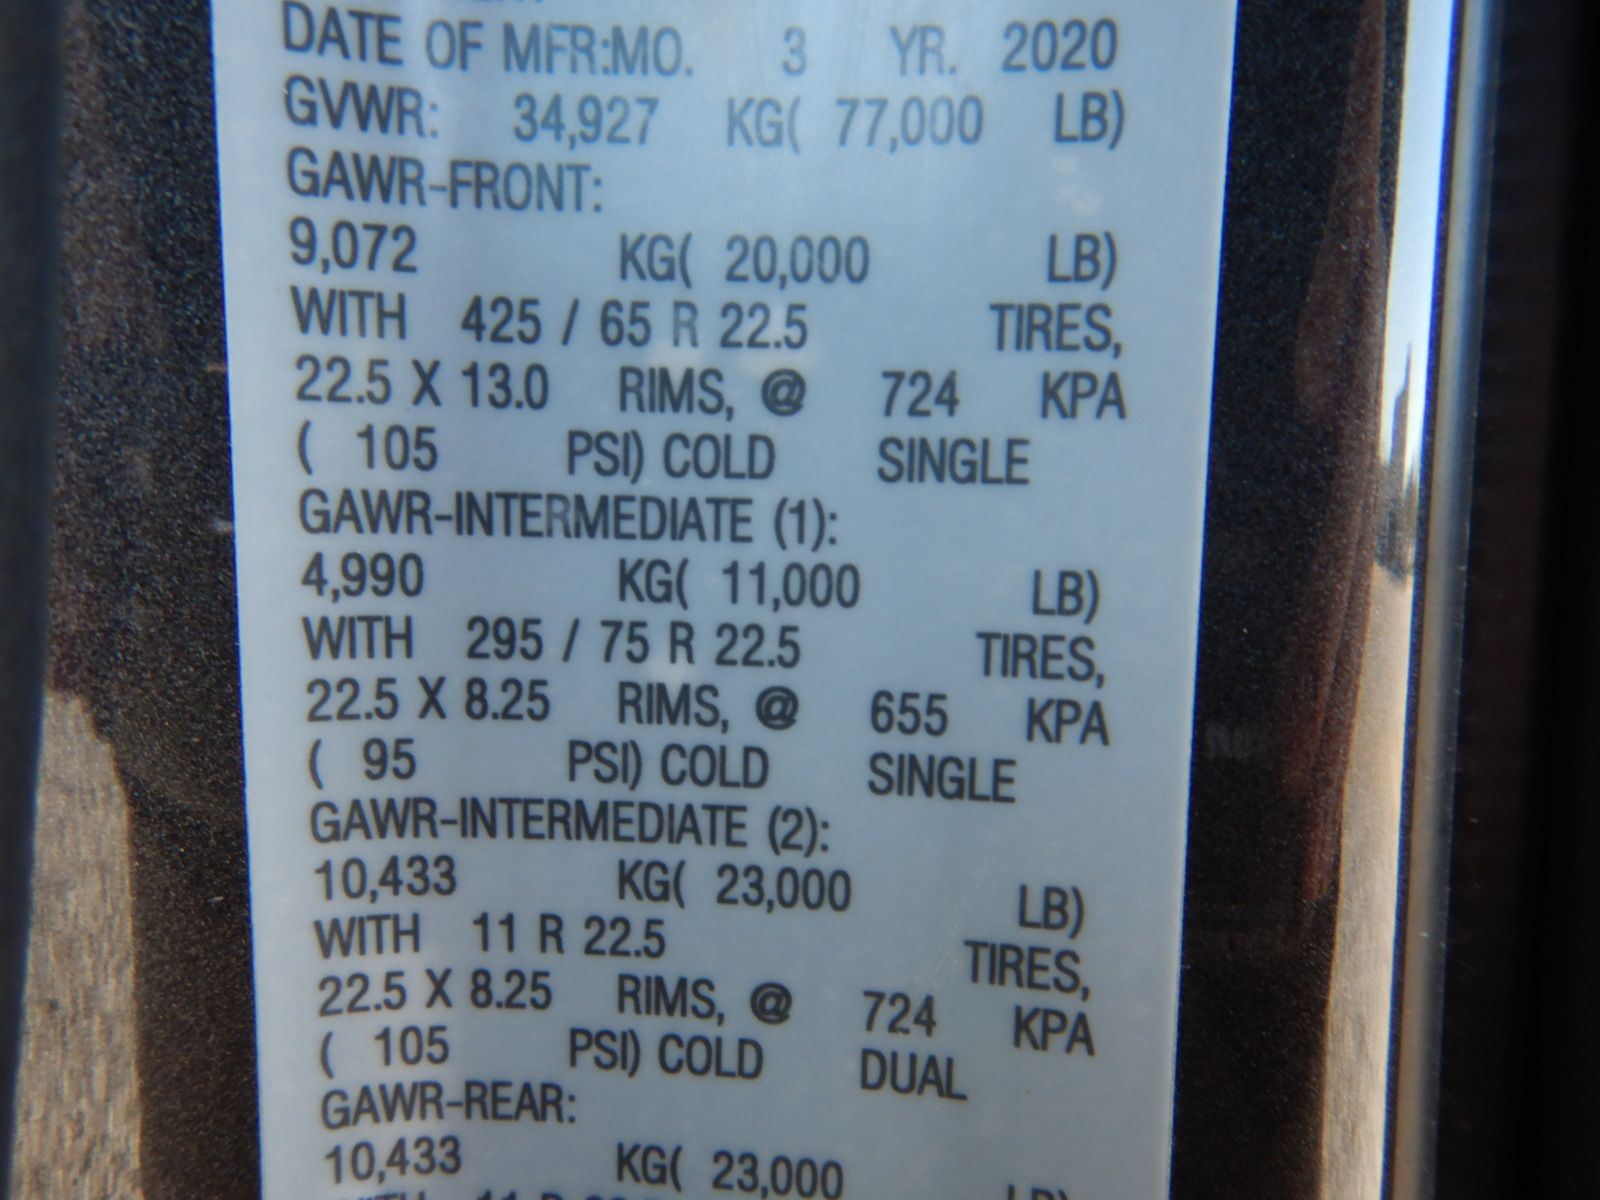 DATE OF MFR:MO. 3 YR. 2020
GVWR: 34,927 KG( 77,000 LB)
GAWR-FRONT:
9,072 KG( 20,000 LB)
WITH 425 / 65 R 22.5 TIRES,
22.5 X 13.0 RIMS, @ 724 KPA
( 105 PSI) COLD SINGLE
GAWR-INTERMEDIATE (1):
4,990 KG( 11,000 LB)
WITH 295 / 75 R 22.5 TIRES,
22.5 X 8.25 RIMS, @ 655 KPA
( 95 PSI) COLD SINGLE
GAWR-INTERMEDIATE (2):
10,433 KG( 23,000 LB)
WITH 11 R 22.5 TIRES,
22.5 X 8.25 RIMS, @ 724 KPA
( 105 PSI) COLD DUAL
GAWR-REAR:
10,433 KG( 23,000 LB)
WITH 11 R